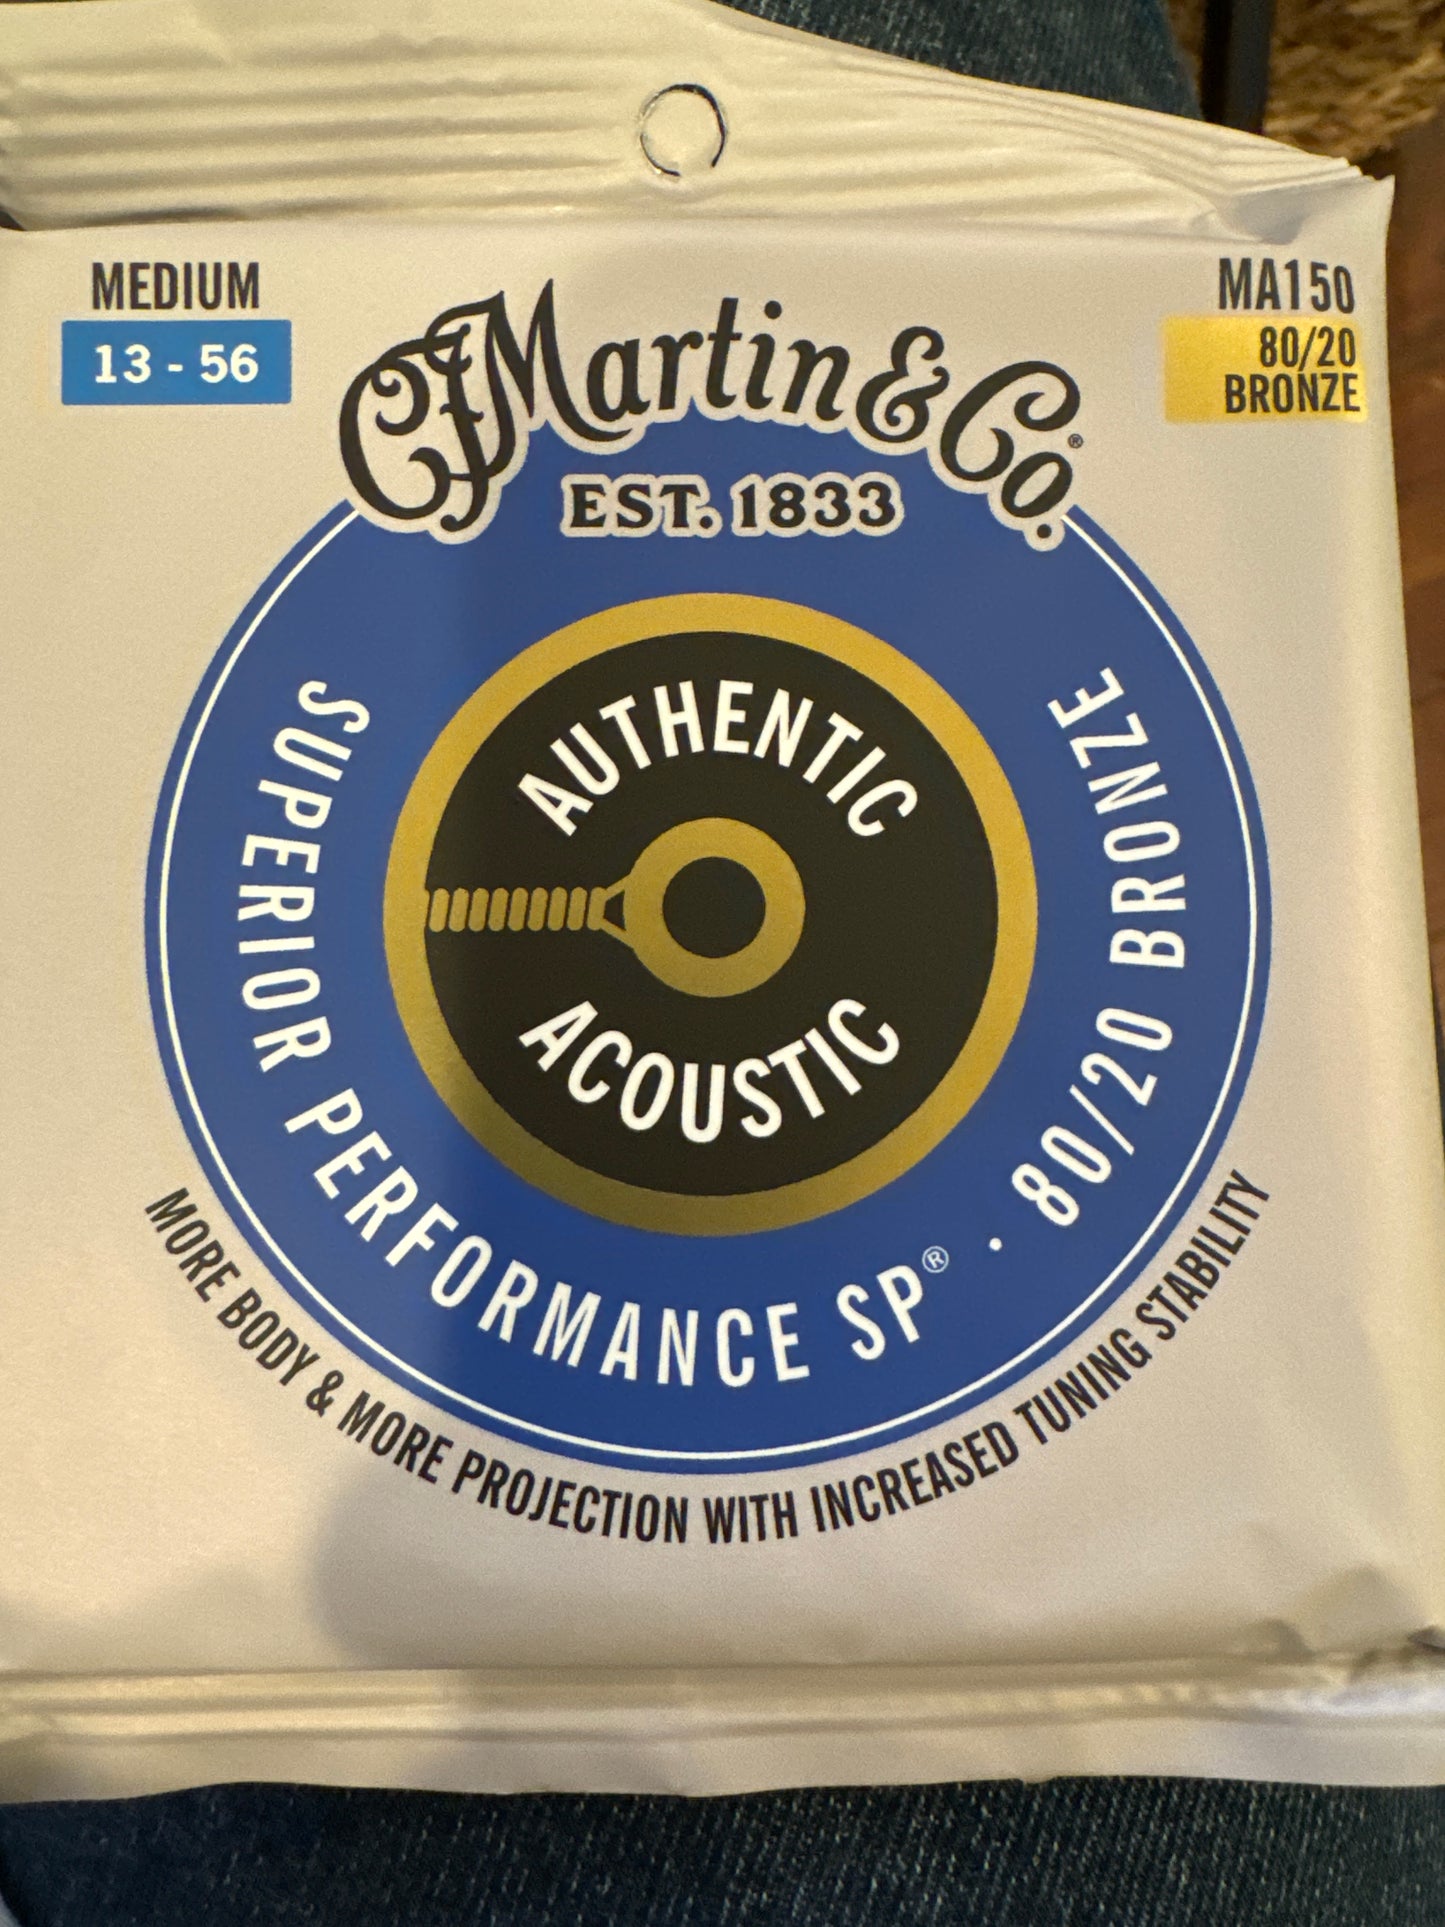 MEDIUM
13 - 56
MA150
80/20
BRONZE
CFMartin & Co.®
EST. 1833
AUTHENTIC
ACOUSTIC
SUPERIOR PERFORMANCE SP® · 80/20 BRONZE
MORE BODY & MORE PROJECTION WITH INCREASED TUNING STABILITY